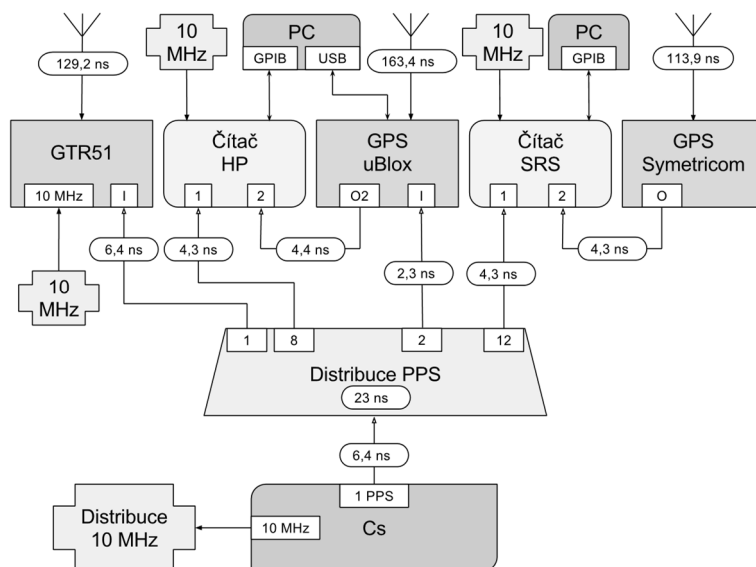 10
MHz
PC
GPIB
USB
10
MHz
PC
GPIB
129,2 ns
163,4 ns
113,9 ns
GTR51
10 MHz
I
Čítač
HP
1
2
GPS
uBlox
O2
I
Čítač
SRS
1
2
GPS
Symetricom
O
6,4 ns
4,3 ns
4,4 ns
2,3 ns
4,3 ns
4,3 ns
10
MHz
1
8
2
12
Distribuce PPS
23 ns
6,4 ns
1 PPS
Distribuce
10 MHz
10 MHz
Cs